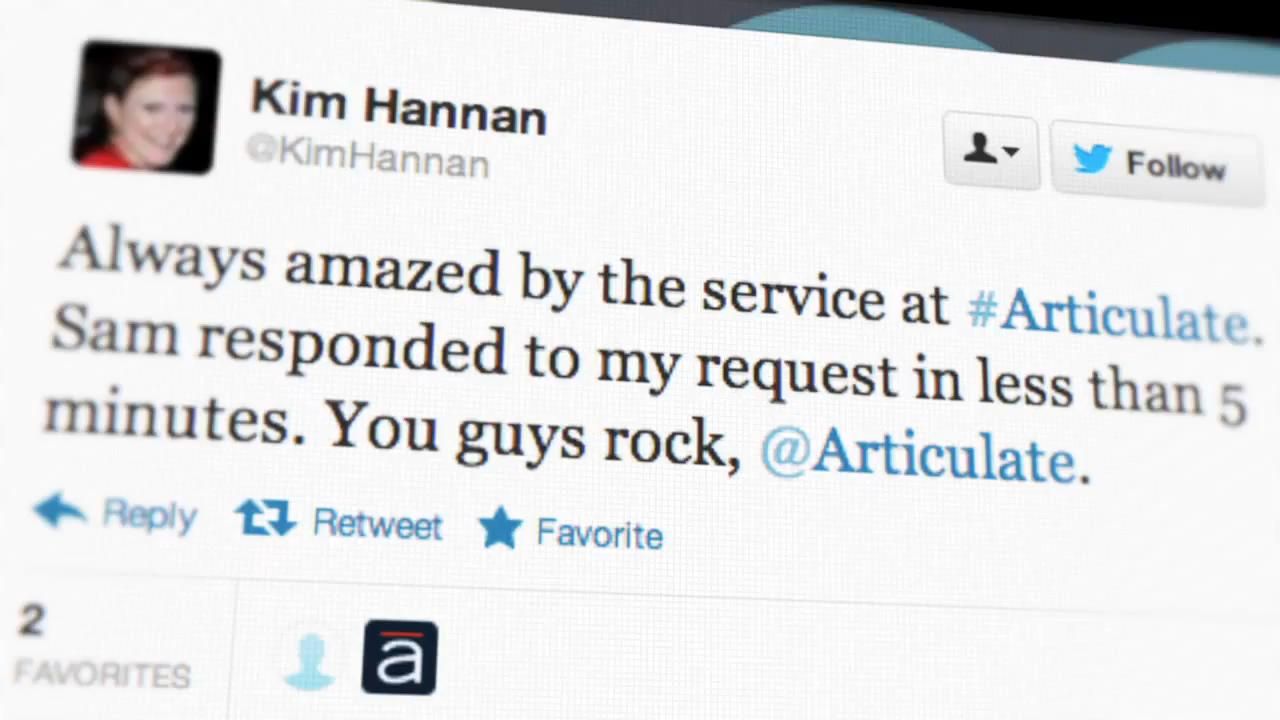 Kim Hannan
@KimHannan
Follow
Always amazed by the service at #Articulate.
Sam responded to my request in less than 5
minutes. You guys rock, @Articulate.
Reply Retweet Favorite
2
FAVORITES
a